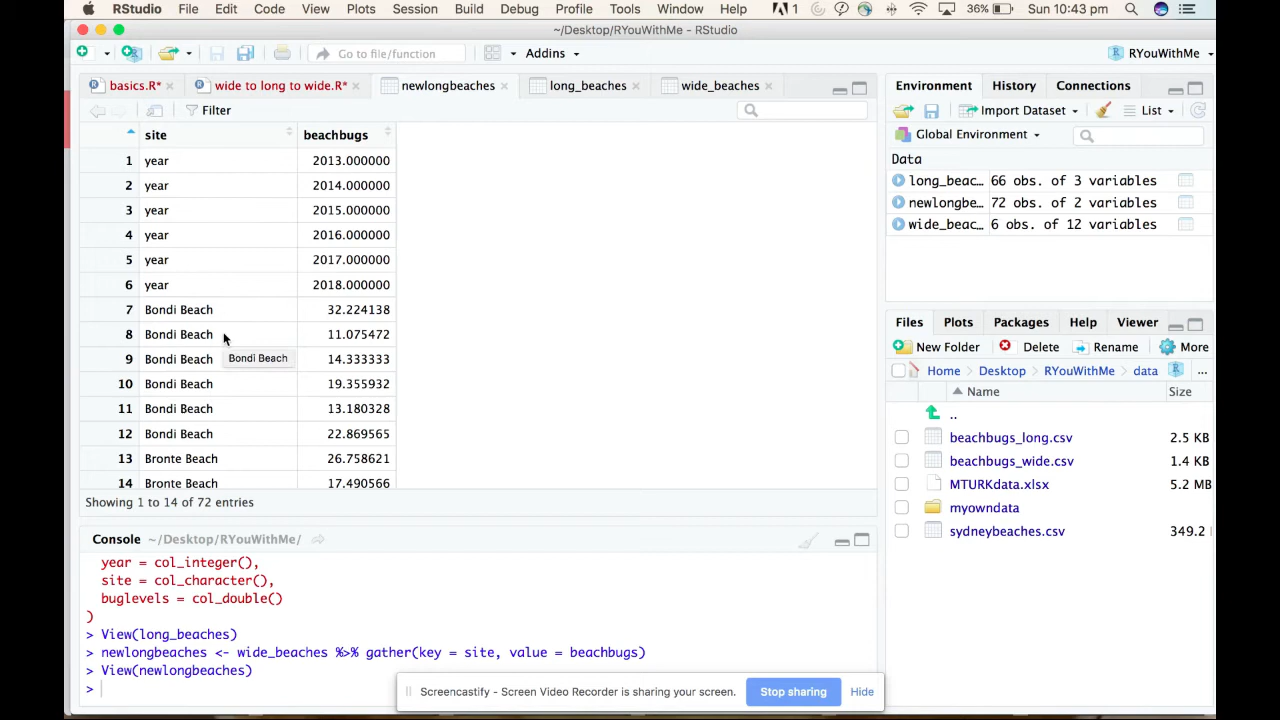 RStudio File Edit Code View Plots Session Build Debug Profile Tools Window Help 1 36% Sun 10:43 pm
~/Desktop/RYouWithMe - RStudio
Go to file/function Addins RYouWithMe
basics.R* wide to long to wide.R* newlongbeaches long_beaches wide_beaches
Filter
site beachbugs
1 year 2013.000000
2 year 2014.000000
3 year 2015.000000
4 year 2016.000000
5 year 2017.000000
6 year 2018.000000
7 Bondi Beach 32.224138
8 Bondi Beach 11.075472
9 Bondi Beach 14.333333
Bondi Beach
10 Bondi Beach 19.355932
11 Bondi Beach 13.180328
12 Bondi Beach 22.869565
13 Bronte Beach 26.758621
14 Bronte Beach 17.490566
Showing 1 to 14 of 72 entries
Console ~/Desktop/RYouWithMe/
year = col_integer(),
site = col_character(),
buglevels = col_double()
)
> View(long_beaches)
> newlongbeaches <- wide_beaches %>% gather(key = site, value = beachbugs)
> View(newlongbeaches)
>
Screencastify - Screen Video Recorder is sharing your screen. Stop sharing Hide
Environment History Connections
Import Dataset List
Global Environment
Data
long_beac… 66 obs. of 3 variables
newlongbe… 72 obs. of 2 variables
wide_beac… 6 obs. of 12 variables
Files Plots Packages Help Viewer
New Folder Delete Rename More
Home Desktop RYouWithMe data ...
Name Size
..
beachbugs_long.csv 2.5 KB
beachbugs_wide.csv 1.4 KB
MTURKdata.xlsx 5.2 MB
myowndata
sydneybeaches.csv 349.2